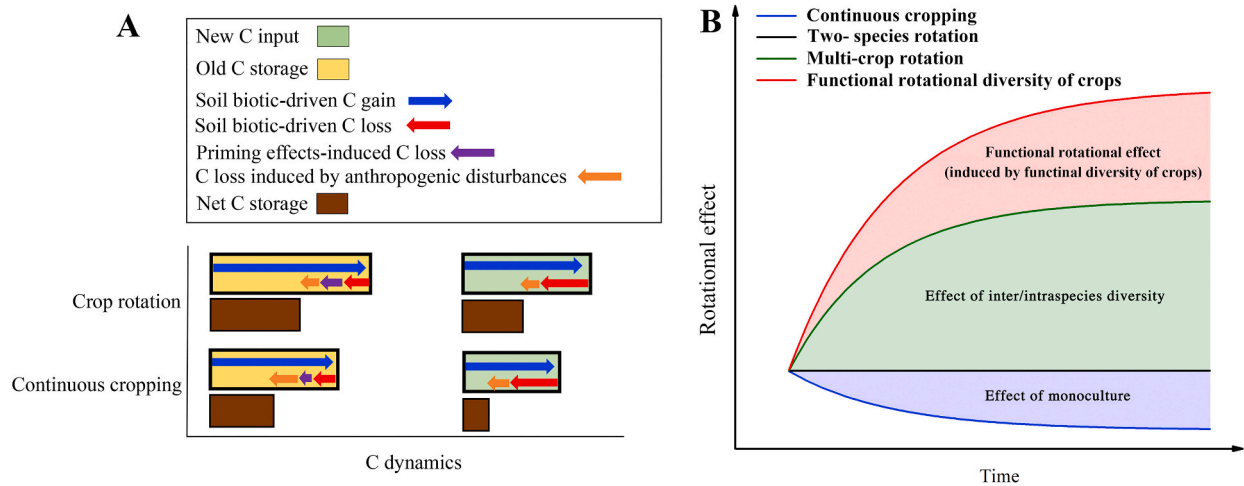 A
New C input
Old C storage
Soil biotic-driven C gain
Soil biotic-driven C loss
Priming effects-induced C loss
C loss induced by anthropogenic disturbances
Net C storage
Crop rotation
Continuous cropping
C dynamics
B
Continuous cropping
Two- species rotation
Multi-crop rotation
Functional rotational diversity of crops
Functional rotational effect
(induced by functinal diversity of crops)
Effect of inter/intraspecies diversity
Effect of monoculture
Rotational effect
Time